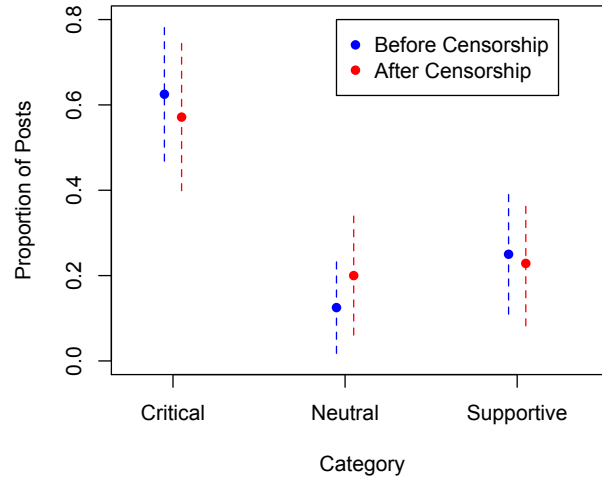 Before Censorship
After Censorship
Proportion of Posts
0.8
0.6
0.4
0.2
0.0
Critical
Neutral
Supportive
Category